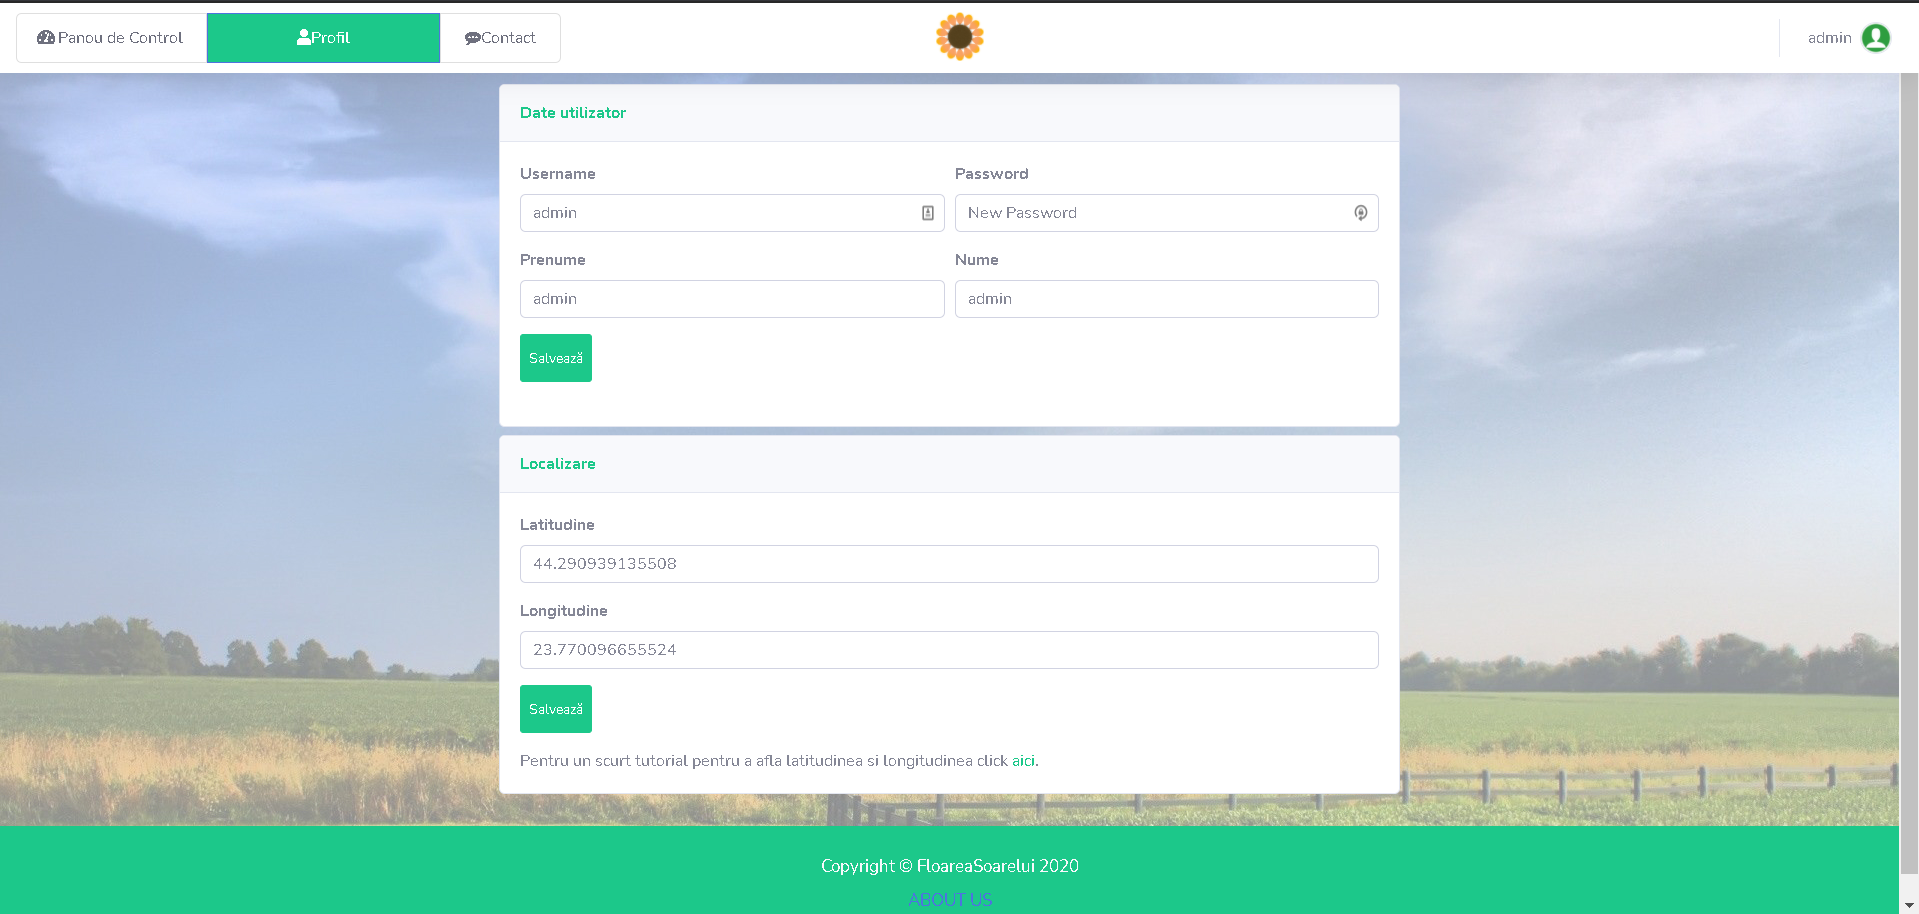 Panou de Control Profil Contact admin
Date utilizator
Username Password
admin New Password
Prenume Nume
admin admin
Salvează
Localizare
Latitudine
44.290939135508
Longitudine
23.770096655524
Salvează
Pentru un scurt tutorial pentru a afla latitudinea si longitudinea click aici.
Copyright © FloareaSoarelui 2020
ABOUT US